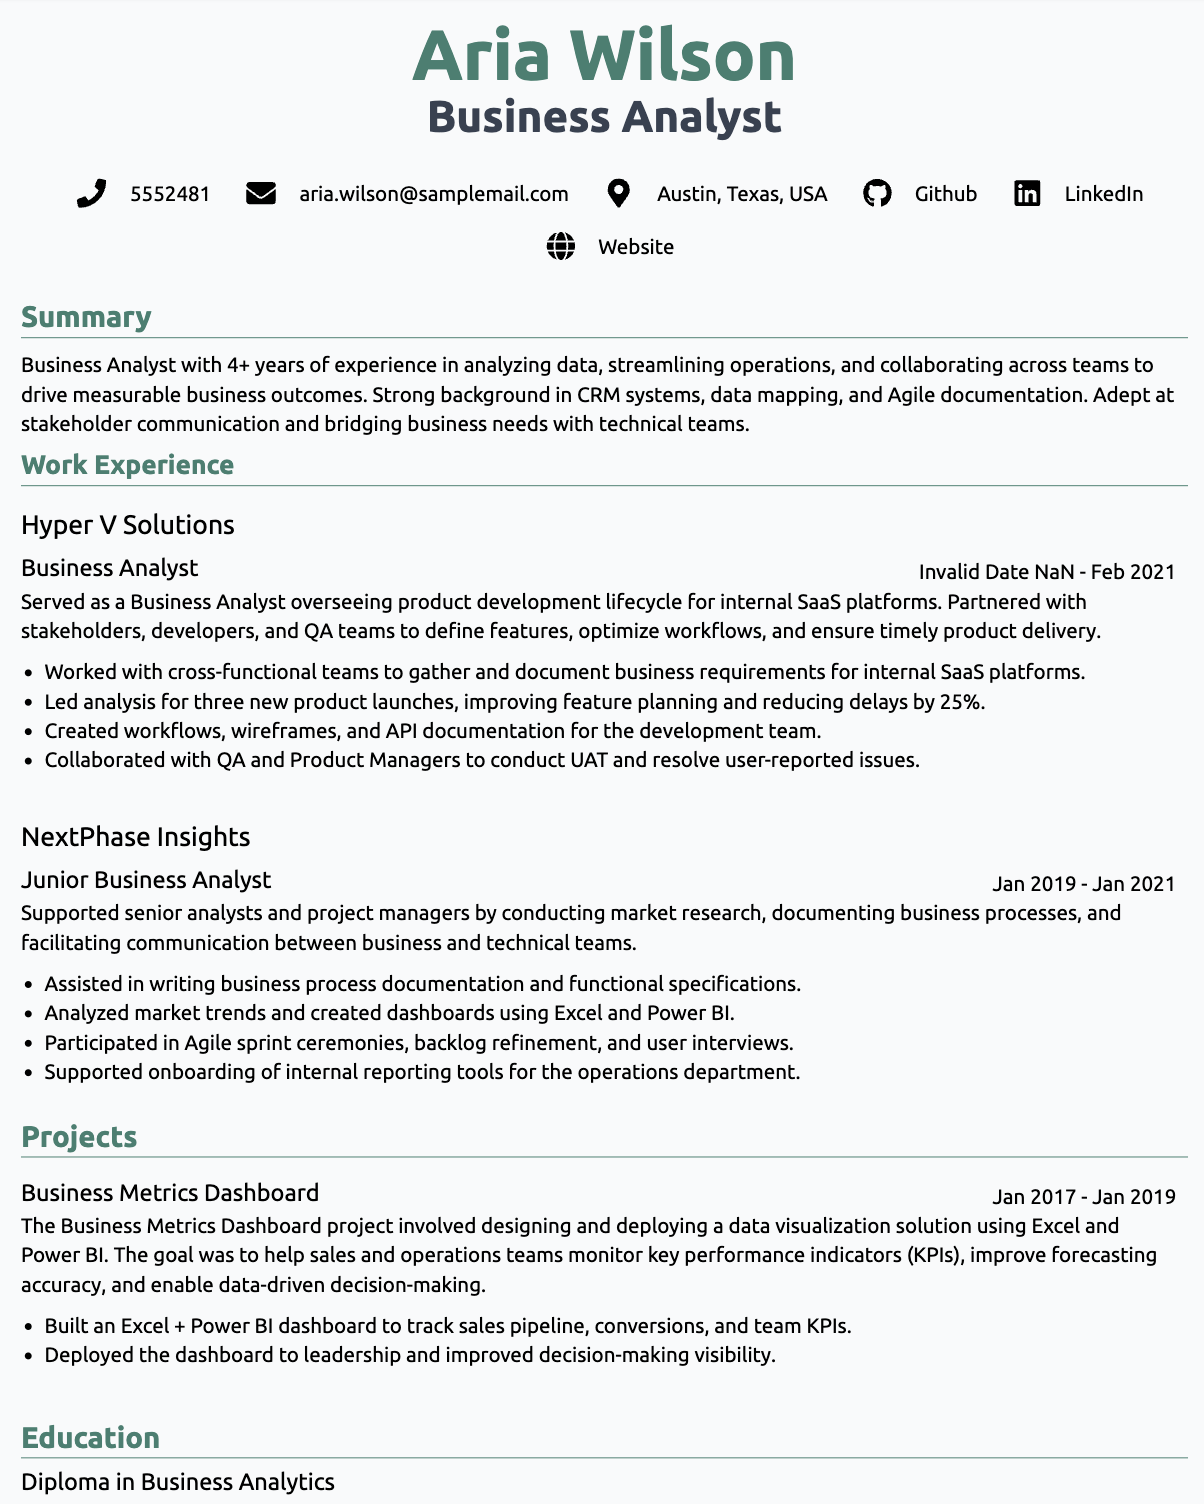 Aria Wilson
Business Analyst
5552481 aria.wilson@samplemail.com Austin, Texas, USA Github LinkedIn
Website
Summary
Business Analyst with 4+ years of experience in analyzing data, streamlining operations, and collaborating across teams to
drive measurable business outcomes. Strong background in CRM systems, data mapping, and Agile documentation. Adept at
stakeholder communication and bridging business needs with technical teams.
Work Experience
Hyper V Solutions
Business Analyst Invalid Date NaN - Feb 2021
Served as a Business Analyst overseeing product development lifecycle for internal SaaS platforms. Partnered with
stakeholders, developers, and QA teams to define features, optimize workflows, and ensure timely product delivery.
• Worked with cross-functional teams to gather and document business requirements for internal SaaS platforms.
• Led analysis for three new product launches, improving feature planning and reducing delays by 25%.
• Created workflows, wireframes, and API documentation for the development team.
• Collaborated with QA and Product Managers to conduct UAT and resolve user-reported issues.
NextPhase Insights
Junior Business Analyst Jan 2019 - Jan 2021
Supported senior analysts and project managers by conducting market research, documenting business processes, and
facilitating communication between business and technical teams.
• Assisted in writing business process documentation and functional specifications.
• Analyzed market trends and created dashboards using Excel and Power BI.
• Participated in Agile sprint ceremonies, backlog refinement, and user interviews.
• Supported onboarding of internal reporting tools for the operations department.
Projects
Business Metrics Dashboard Jan 2017 - Jan 2019
The Business Metrics Dashboard project involved designing and deploying a data visualization solution using Excel and
Power BI. The goal was to help sales and operations teams monitor key performance indicators (KPIs), improve forecasting
accuracy, and enable data-driven decision-making.
• Built an Excel + Power BI dashboard to track sales pipeline, conversions, and team KPIs.
• Deployed the dashboard to leadership and improved decision-making visibility.
Education
Diploma in Business Analytics